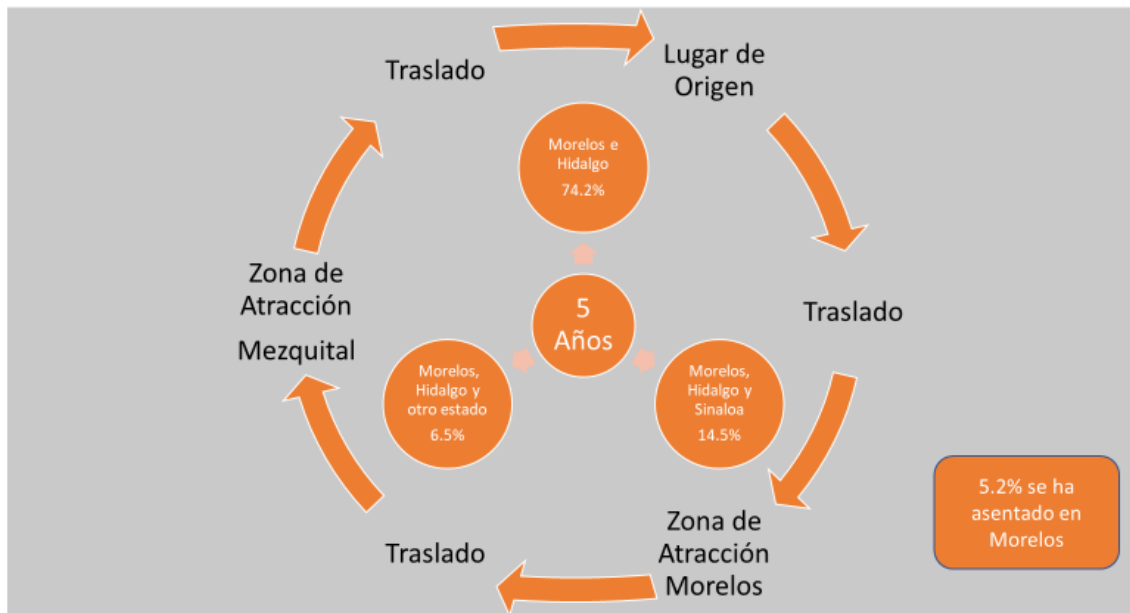 Traslado
Lugar de
Origen
Morelos e
Hidalgo
74.2%
Zona de
Atracción
Mezquital
5
Años
Traslado
Morelos,
Hidalgo y
otro estado
6.5%
Morelos,
Hidalgo y
Sinaloa
14.5%
5.2% se ha
asentado en
Morelos
Traslado
Zona de
Atracción
Morelos